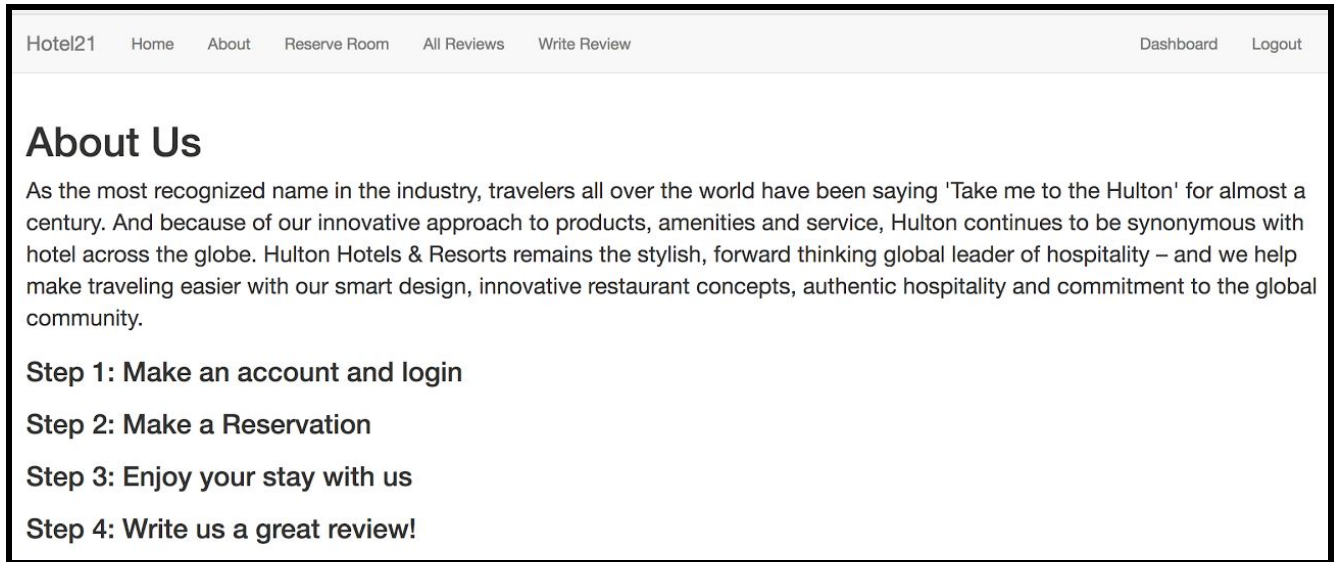 Hotel21 Home About Reserve Room All Reviews Write Review Dashboard Logout
About Us
As the most recognized name in the industry, travelers all over the world have been saying 'Take me to the Hulton' for almost a
century. And because of our innovative approach to products, amenities and service, Hulton continues to be synonymous with
hotel across the globe. Hulton Hotels & Resorts remains the stylish, forward thinking global leader of hospitality – and we help
make traveling easier with our smart design, innovative restaurant concepts, authentic hospitality and commitment to the global
community.
Step 1: Make an account and login
Step 2: Make a Reservation
Step 3: Enjoy your stay with us
Step 4: Write us a great review!